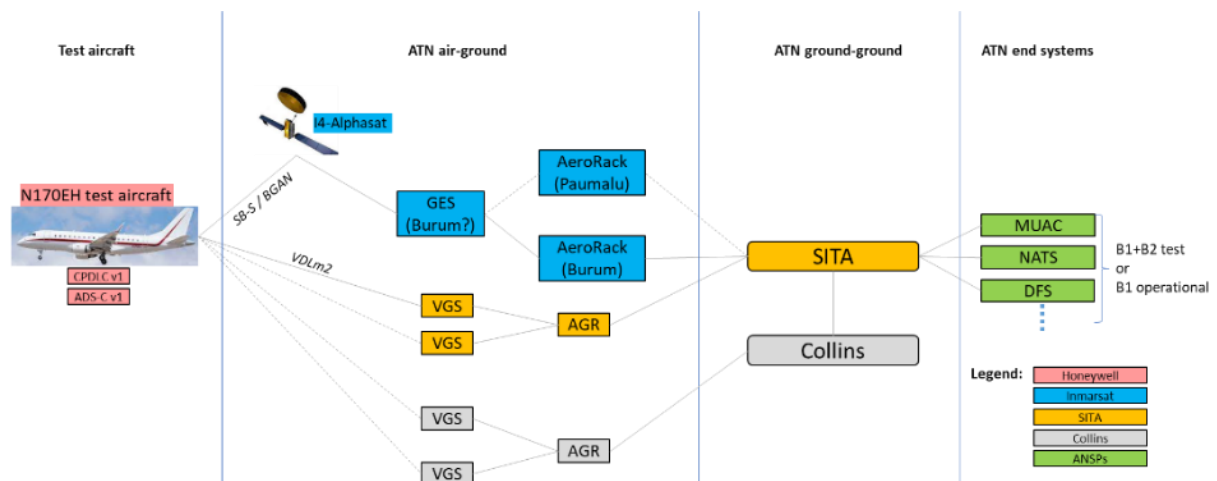 Test aircraft
ATN air-ground
ATN ground-ground
ATN end systems
I4-Alphasat
N170EH test aircraft
CPDLC v1
ADS-C v1
SB-S / BGAN
VDLm2
GES
(Burum?)
AeroRack
(Paumalu)
AeroRack
(Burum)
VGS
VGS
AGR
VGS
VGS
AGR
SITA
Collins
MUAC
NATS
DFS
B1+B2 test
or
B1 operational
Legend:
Honeywell
Inmarsat
SITA
Collins
ANSPs